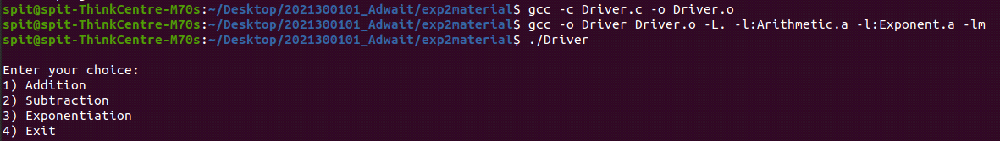 spit@spit-ThinkCentre-M70s:~/Desktop/2021300101_Adwait/exp2material$ gcc -c Driver.c -o Driver.o
spit@spit-ThinkCentre-M70s:~/Desktop/2021300101_Adwait/exp2material$ gcc -o Driver Driver.o -L. -l:Arithmetic.a -l:Exponent.a -lm
spit@spit-ThinkCentre-M70s:~/Desktop/2021300101_Adwait/exp2material$ ./Driver
Enter your choice:
1) Addition
2) Subtraction
3) Exponentiation
4) Exit